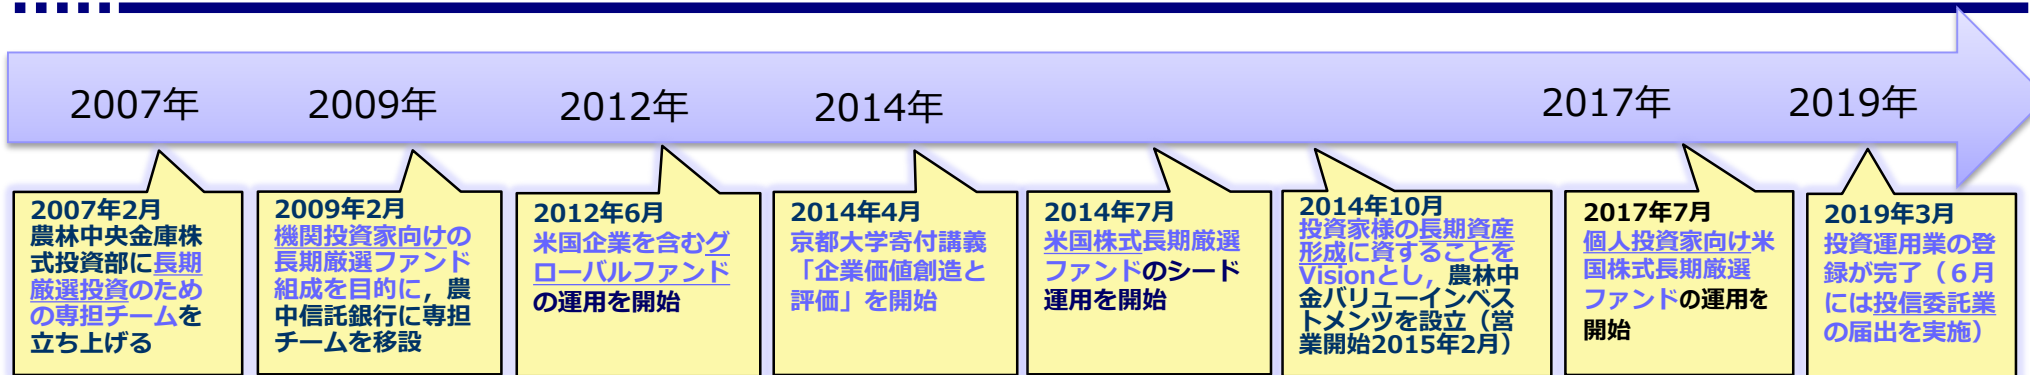 2007年
2009年
2012年
2014年
2017年
2019年
2007年2月
農林中央金庫株
式投資部に長期
厳選投資のため
の専担チームを
立ち上げる
2009年2月
機関投資家向けの
長期厳選ファンド
組成を目的に，農
中信託銀行に専担
チームを移設
2012年6月
米国企業を含むグ
ローバルファンド
の運用を開始
2014年4月
京都大学寄付講義
「企業価値創造と
評価」を開始
2014年7月
米国株式長期厳選
ファンドのシード
運用を開始
2014年10月
投資家様の長期資産
形成に資することを
Visionとし，農林中
金バリューインベス
トメンツを設立（営
業開始2015年2月）
2017年7月
個人投資家向け米
国株式長期厳選
ファンドの運用を
開始
2019年3月
投資運用業の登
録が完了（６月
には投信委託業
の届出を実施）